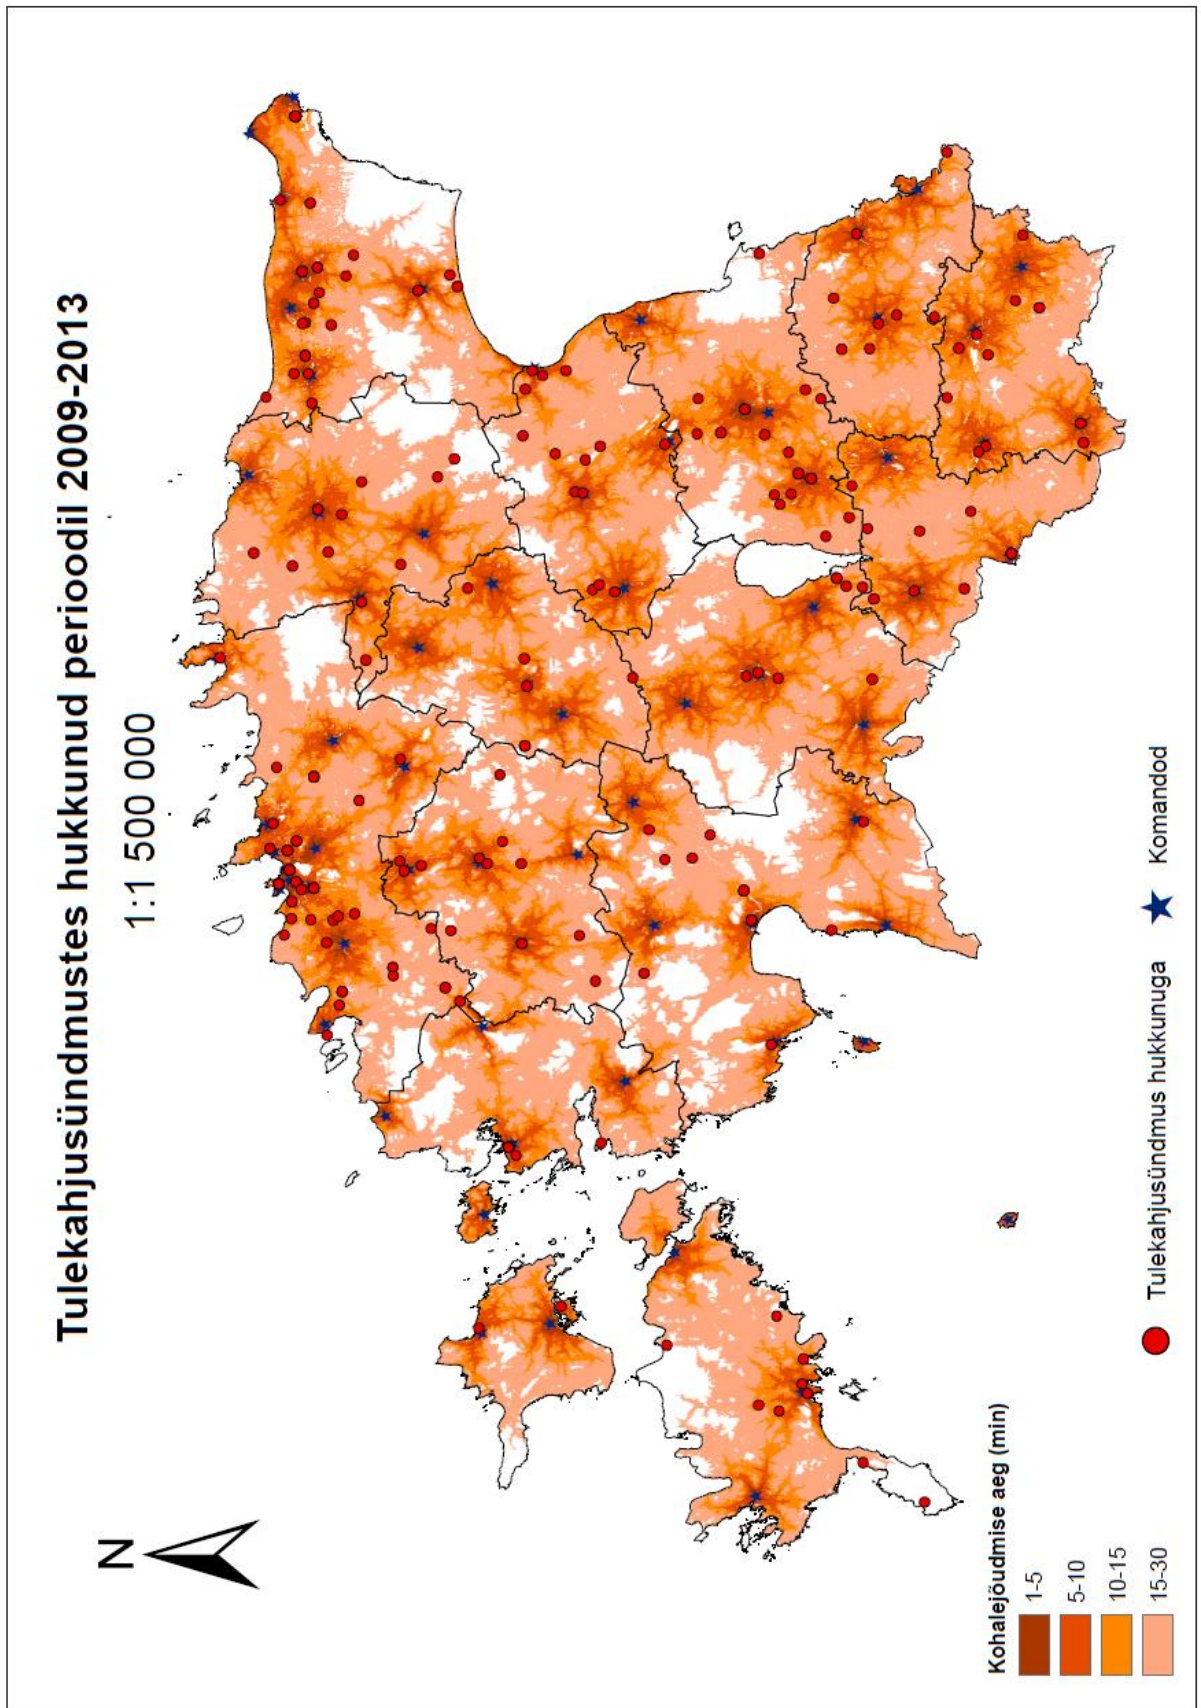 Tulekahjusündmustes hukkunud perioodil 2009-2013
1:1 500 000
N
Kohalejõudmise aeg (min)
1-5
5-10
10-15
15-30
Tulekahjusündmus hukkunuga
Komandod